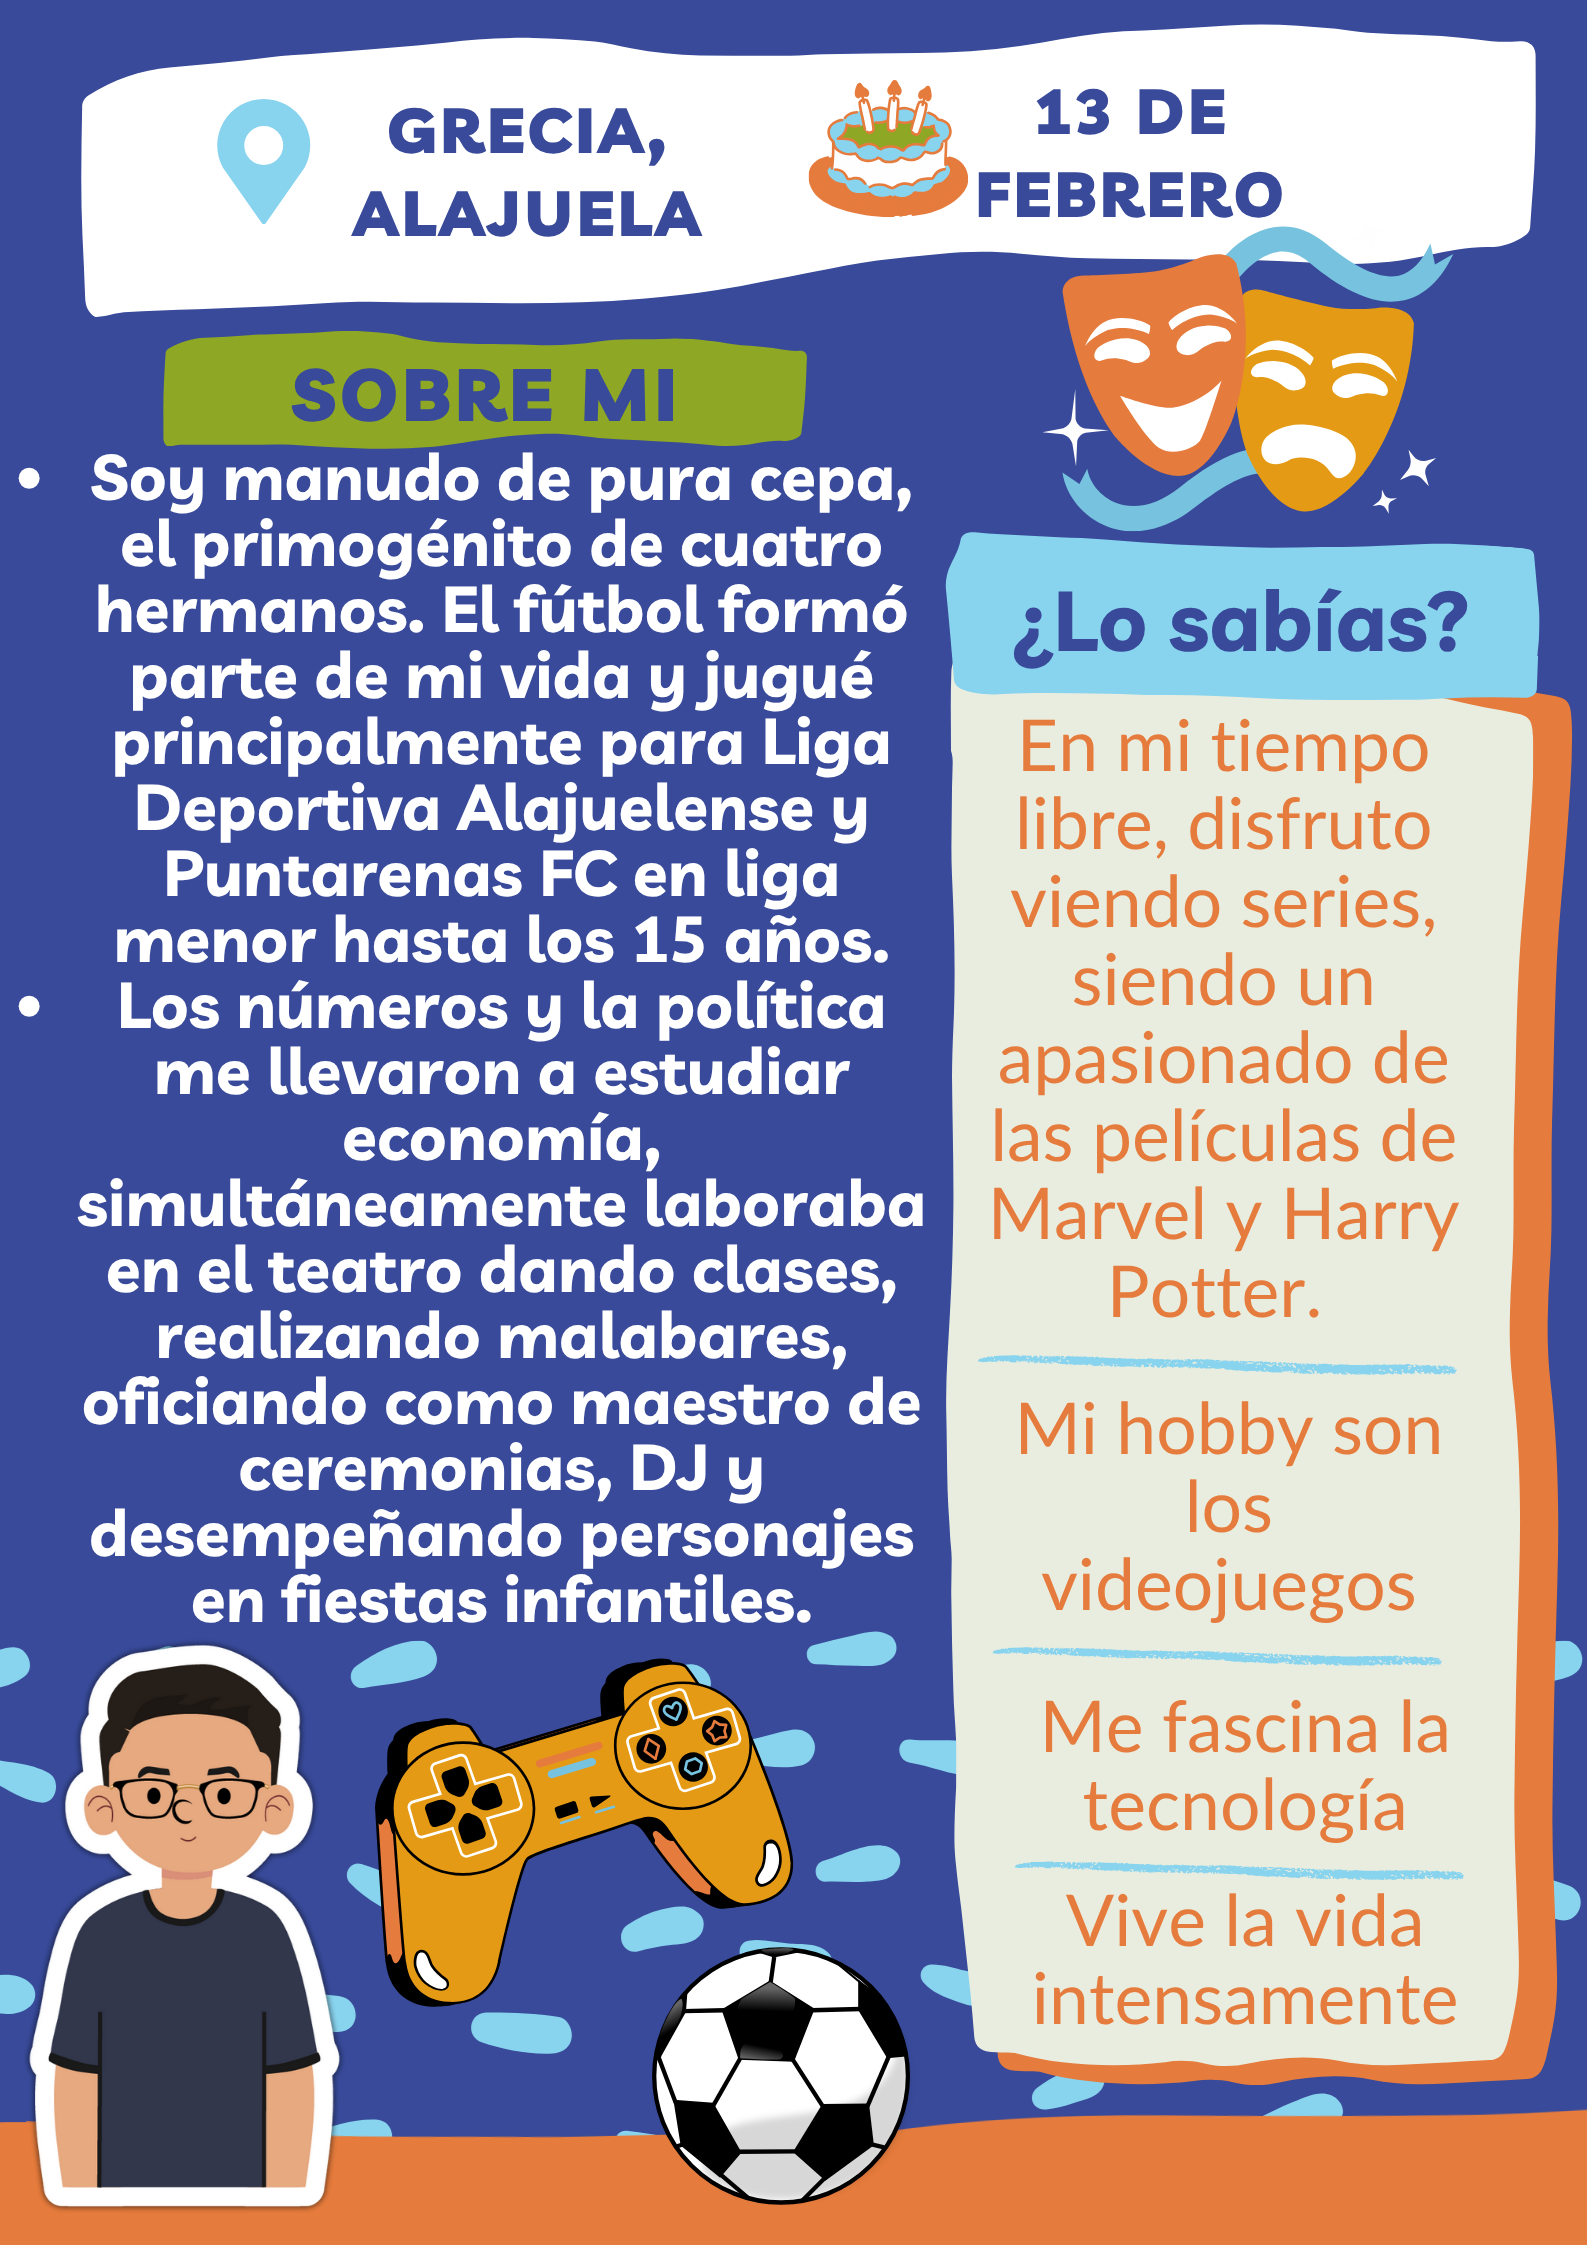 GRECIA,
ALAJUELA
13 DE
FEBRERO
SOBRE MI
• Soy manudo de pura cepa,
el primogénito de cuatro
hermanos. El fútbol formó
parte de mi vida y jugué
principalmente para Liga
Deportiva Alajuelense y
Puntarenas FC en liga
menor hasta los 15 años.
• Los números y la política
me llevaron a estudiar
economía,
simultáneamente laboraba
en el teatro dando clases,
realizando malabares,
oficiando como maestro de
ceremonias, DJ y
desempeñando personajes
en fiestas infantiles.
¿Lo sabías?
En mi tiempo
libre, disfruto
viendo series,
siendo un
apasionado de
las películas de
Marvel y Harry
Potter.
Mi hobby son
los
videojuegos
Me fascina la
tecnología
Vive la vida
intensamente